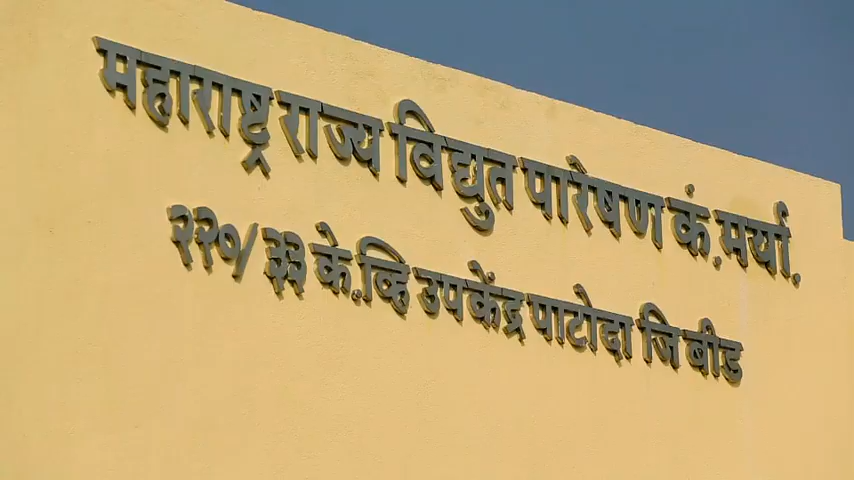 महाराष्ट्र राज्य विद्युत पारेषण कं. मर्या.
२२०/३३ के.व्हि उपकेंद्र पाटोदा जि बीड